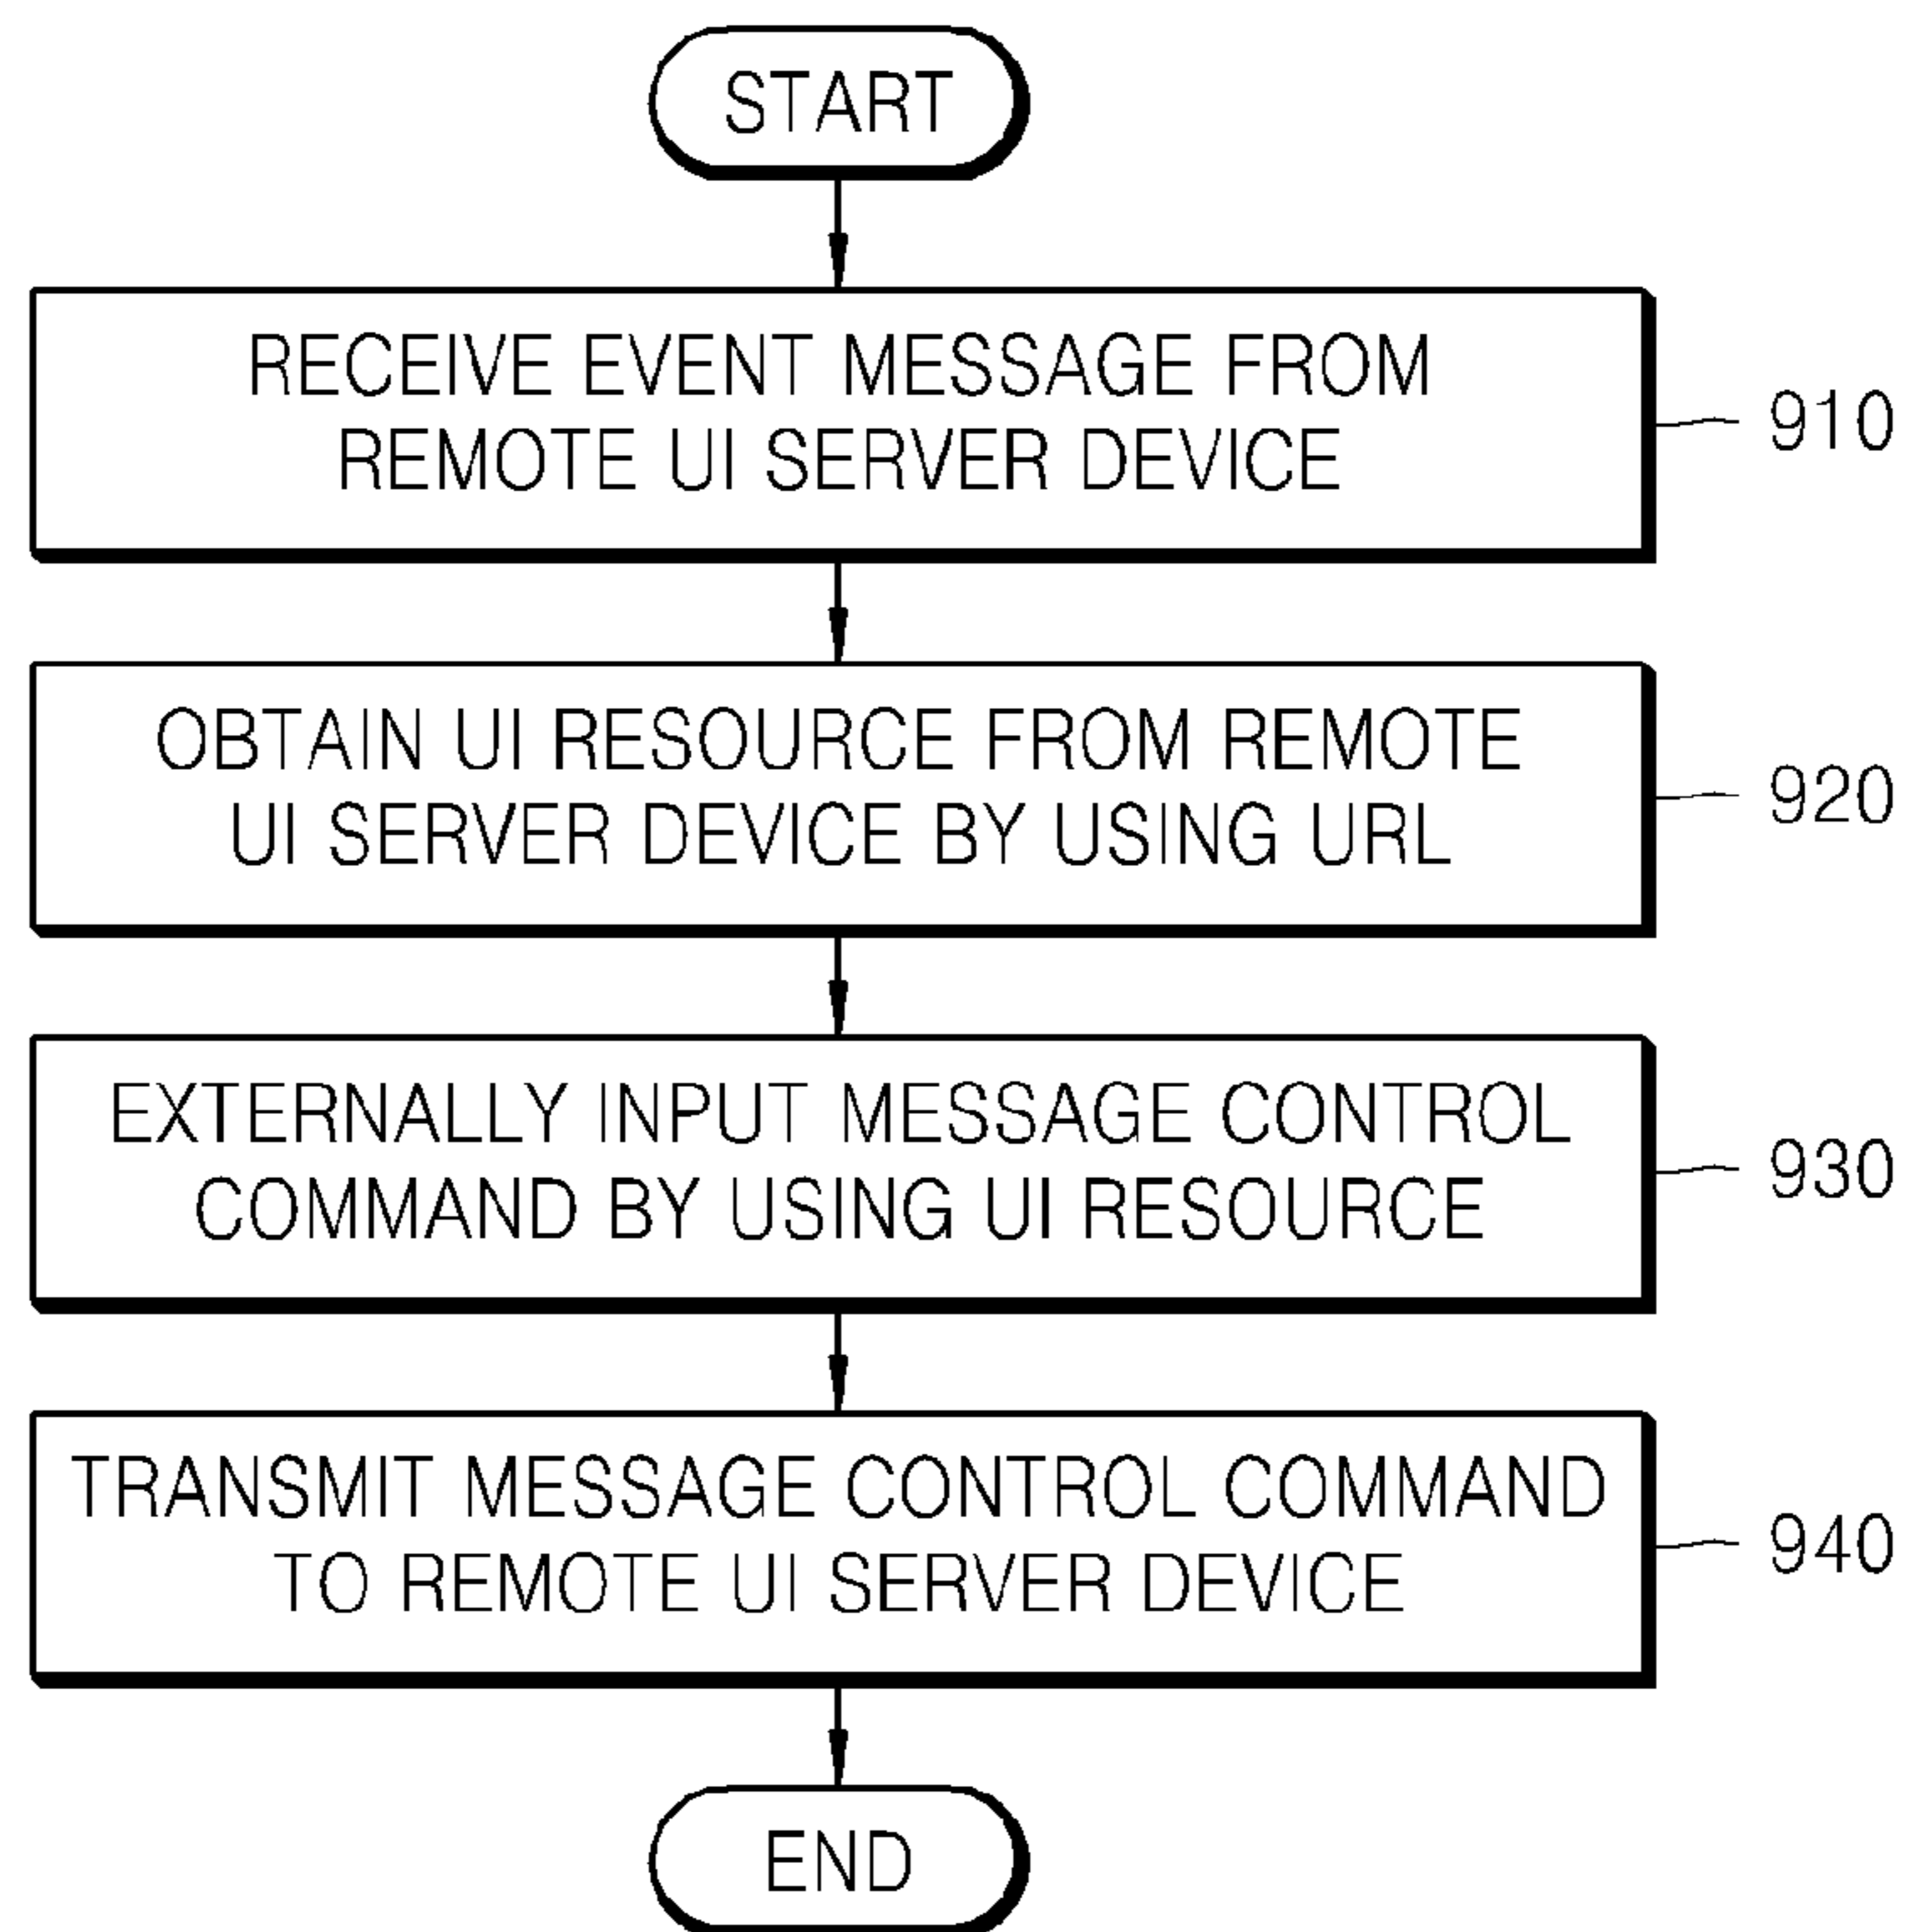 START
RECEIVE EVENT MESSAGE FROM
REMOTE UI SERVER DEVICE
910
OBTAIN UI RESOURCE FROM REMOTE
UI SERVER DEVICE BY USING URL
920
EXTERNALLY INPUT MESSAGE CONTROL
COMMAND BY USING UI RESOURCE
930
TRANSMIT MESSAGE CONTROL COMMAND
TO REMOTE UI SERVER DEVICE
940
END